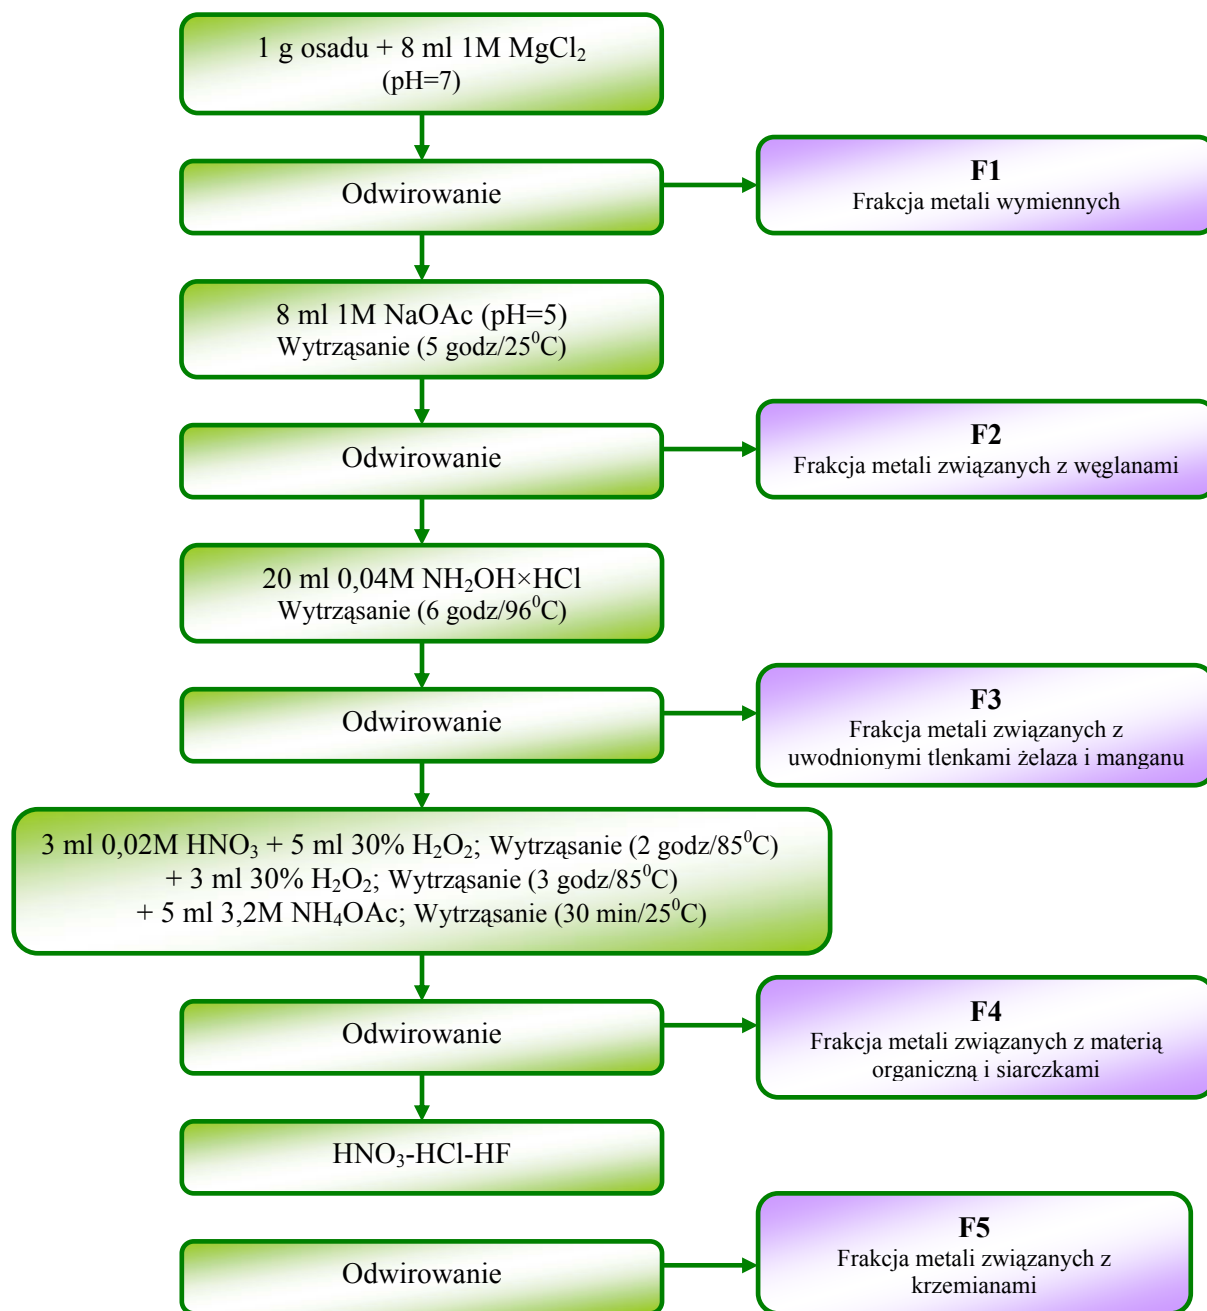 1 g osadu + 8 ml 1M MgCl₂
(pH=7)
Odwirowanie
F1
Frakcja metali wymiennych
8 ml 1M NaOAc (pH=5)
Wytrząsanie (5 godz/25⁰C)
Odwirowanie
F2
Frakcja metali związanych z węglanami
20 ml 0,04M NH₂OH×HCl
Wytrząsanie (6 godz/96⁰C)
Odwirowanie
F3
Frakcja metali związanych z
uwodnionymi tlenkami żelaza i manganu
3 ml 0,02M HNO₃ + 5 ml 30% H₂O₂; Wytrząsanie (2 godz/85⁰C)
+ 3 ml 30% H₂O₂; Wytrząsanie (3 godz/85⁰C)
+ 5 ml 3,2M NH₄OAc; Wytrząsanie (30 min/25⁰C)
Odwirowanie
F4
Frakcja metali związanych z materią
organiczną i siarczkami
HNO₃-HCl-HF
Odwirowanie
F5
Frakcja metali związanych z
krzemianami